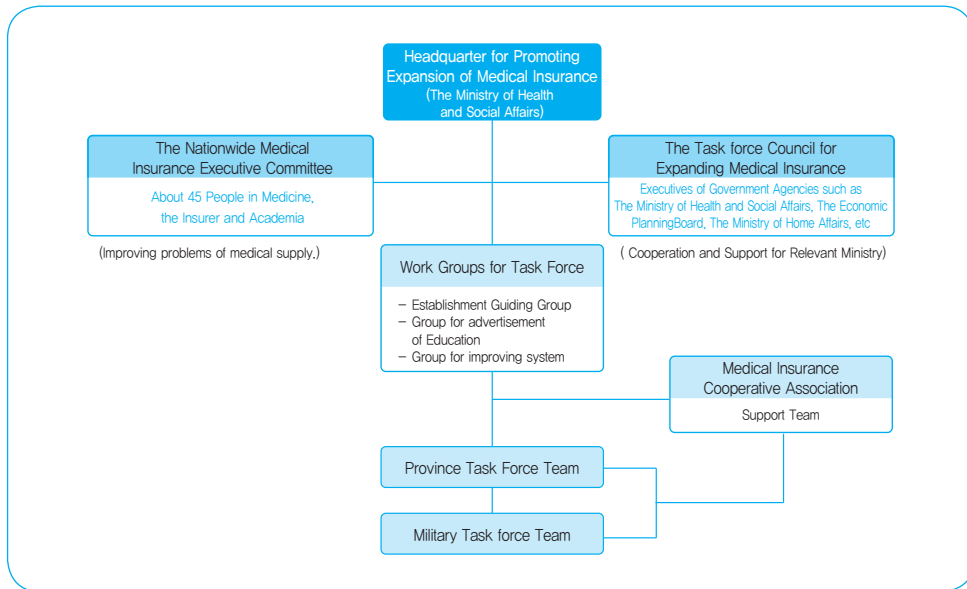 Headquarter for Promoting
Expansion of Medical Insurance
(The Ministry of Health
and Social Affairs)
The Nationwide Medical
Insurance Executive Committee
About 45 People in Medicine,
the Insurer and Academia
(Improving problems of medical supply.)
The Task force Council for
Expanding Medical Insurance
Executives of Government Agencies such as
The Ministry of Health and Social Affairs, The Economic
PlanningBoard, The Ministry of Home Affairs, etc
( Cooperation and Support for Relevant Ministry)
Work Groups for Task Force
– Establishment Guiding Group
– Group for advertisement
of Education
– Group for improving system
Medical Insurance
Cooperative Association
Support Team
Province Task Force Team
Military Task force Team